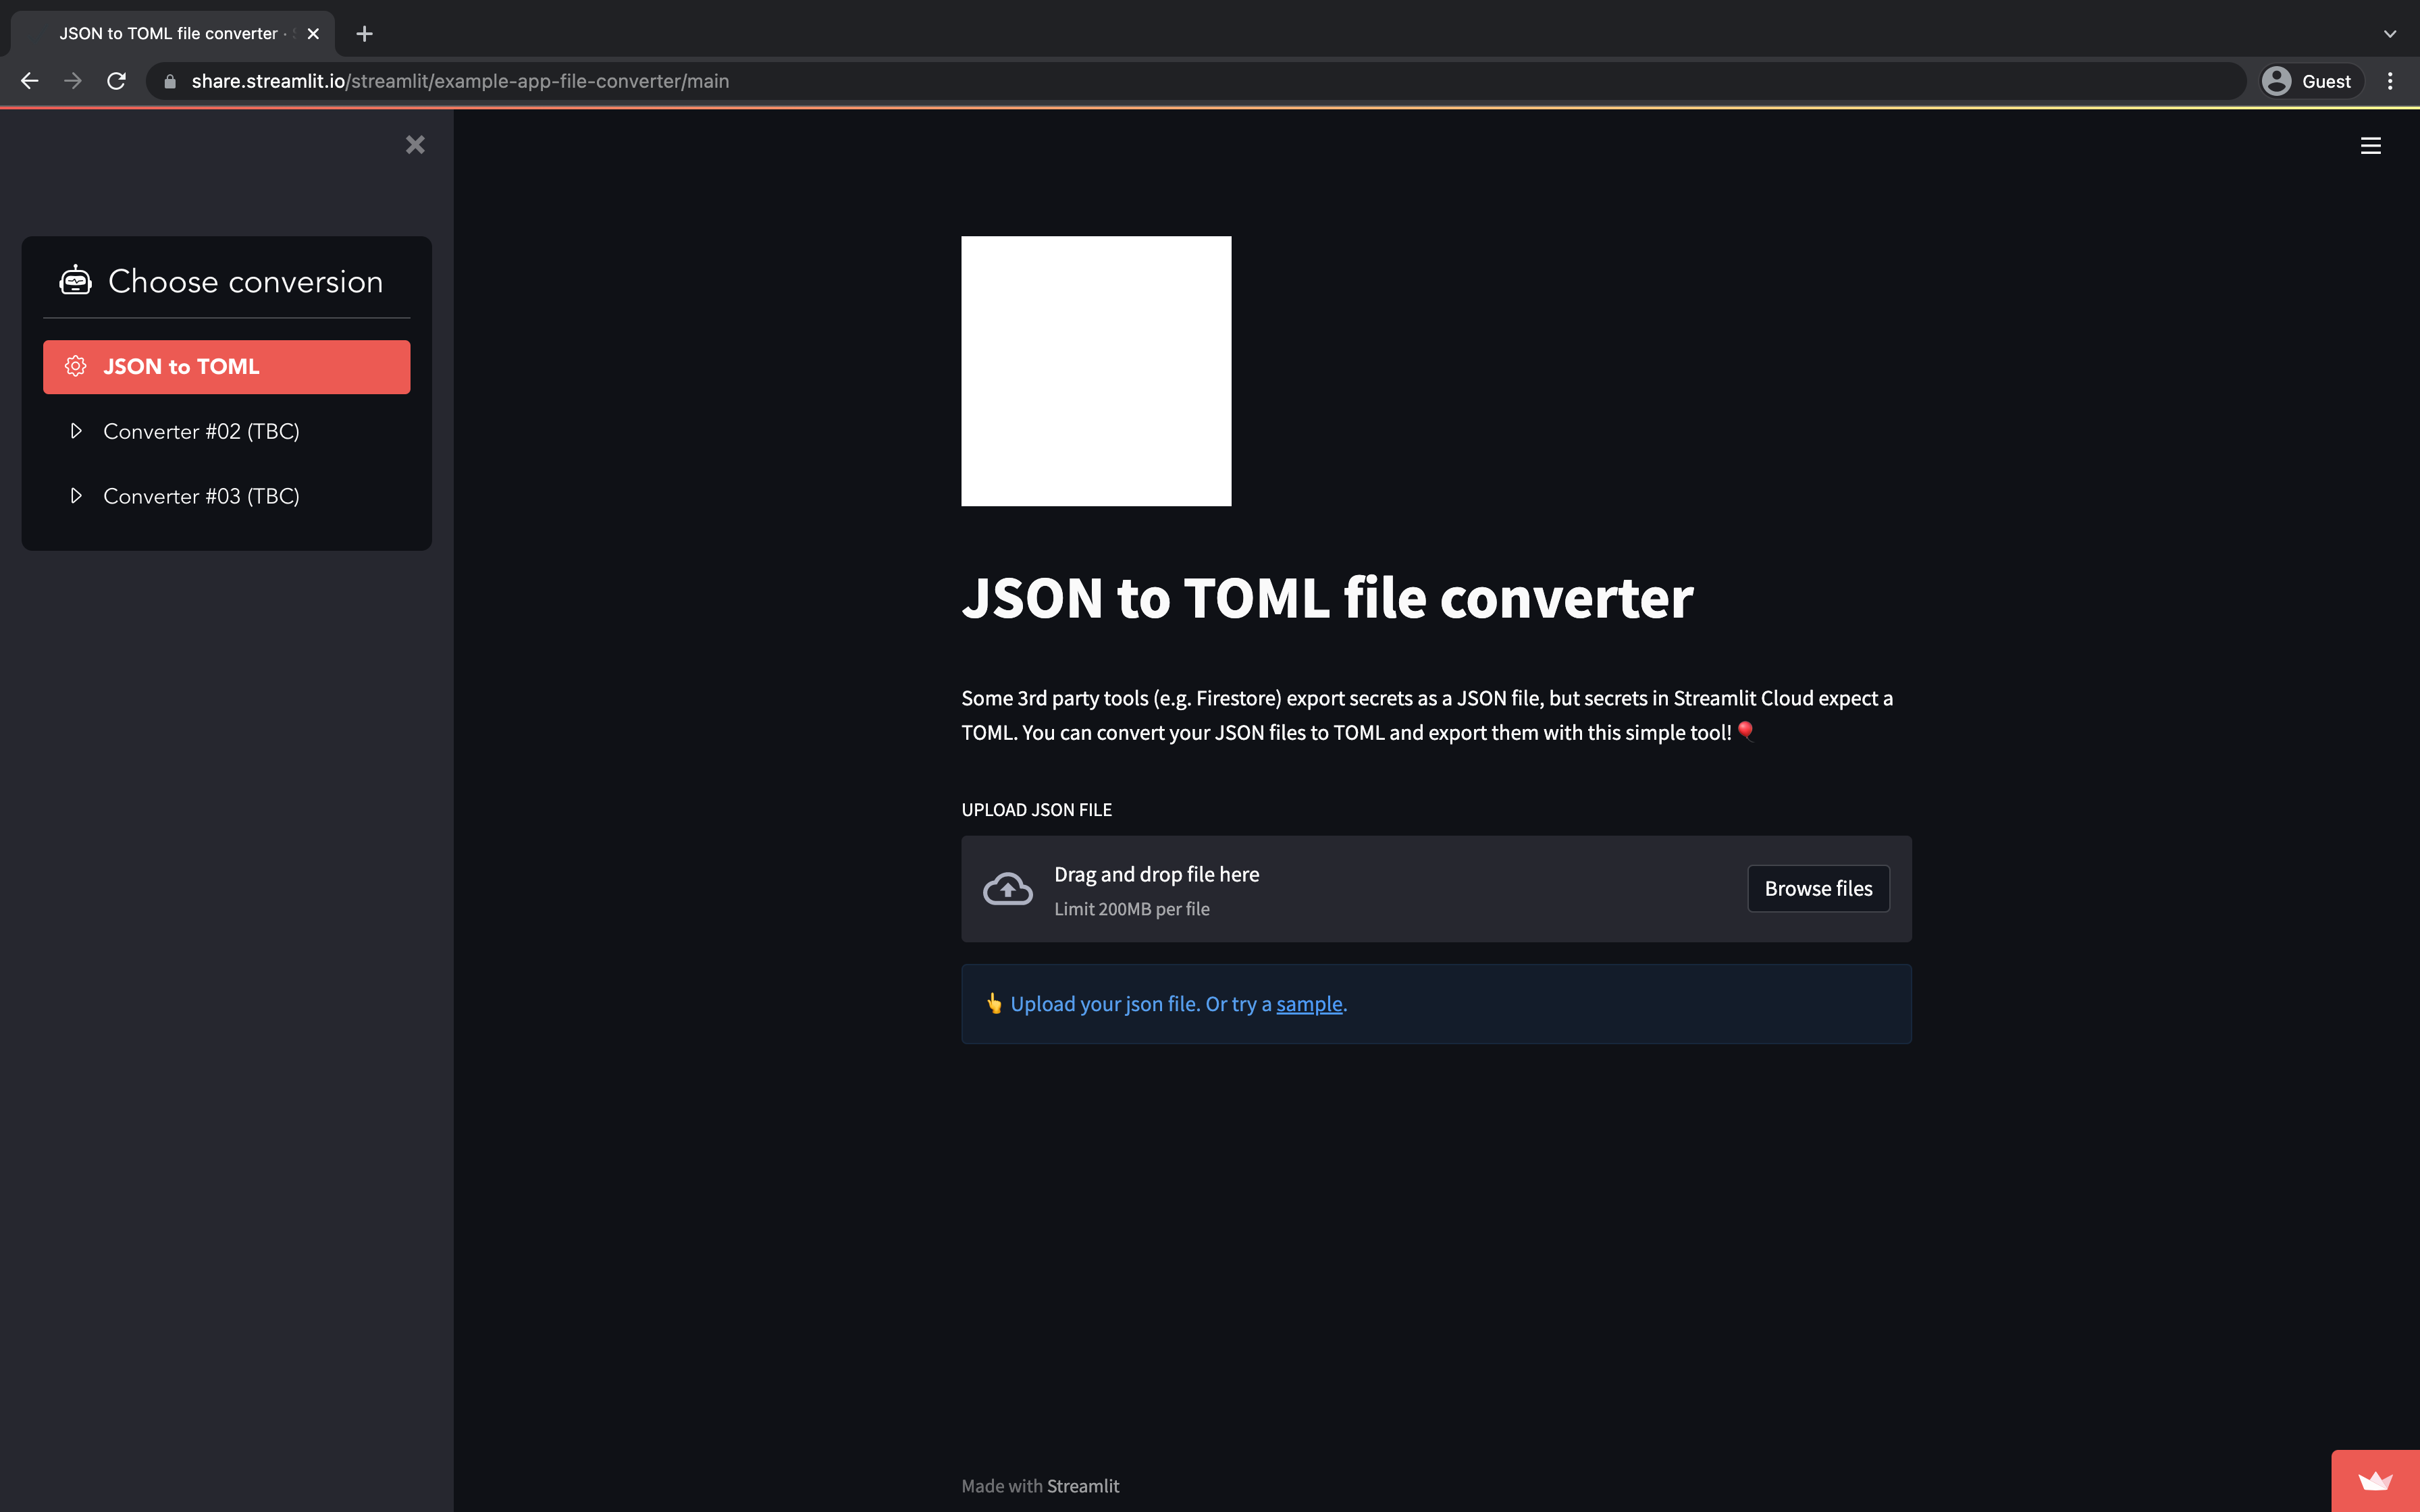 JSON to TOML file converter ·
share.streamlit.io/streamlit/example-app-file-converter/main
Guest
Choose conversion
JSON to TOML
Converter #02 (TBC)
Converter #03 (TBC)
JSON to TOML file converter
Some 3rd party tools (e.g. Firestore) export secrets as a JSON file, but secrets in Streamlit Cloud expect a
TOML. You can convert your JSON files to TOML and export them with this simple tool!🎈
UPLOAD JSON FILE
Drag and drop file here
Limit 200MB per file
Browse files
👆 Upload your json file. Or try a sample.
Made with Streamlit